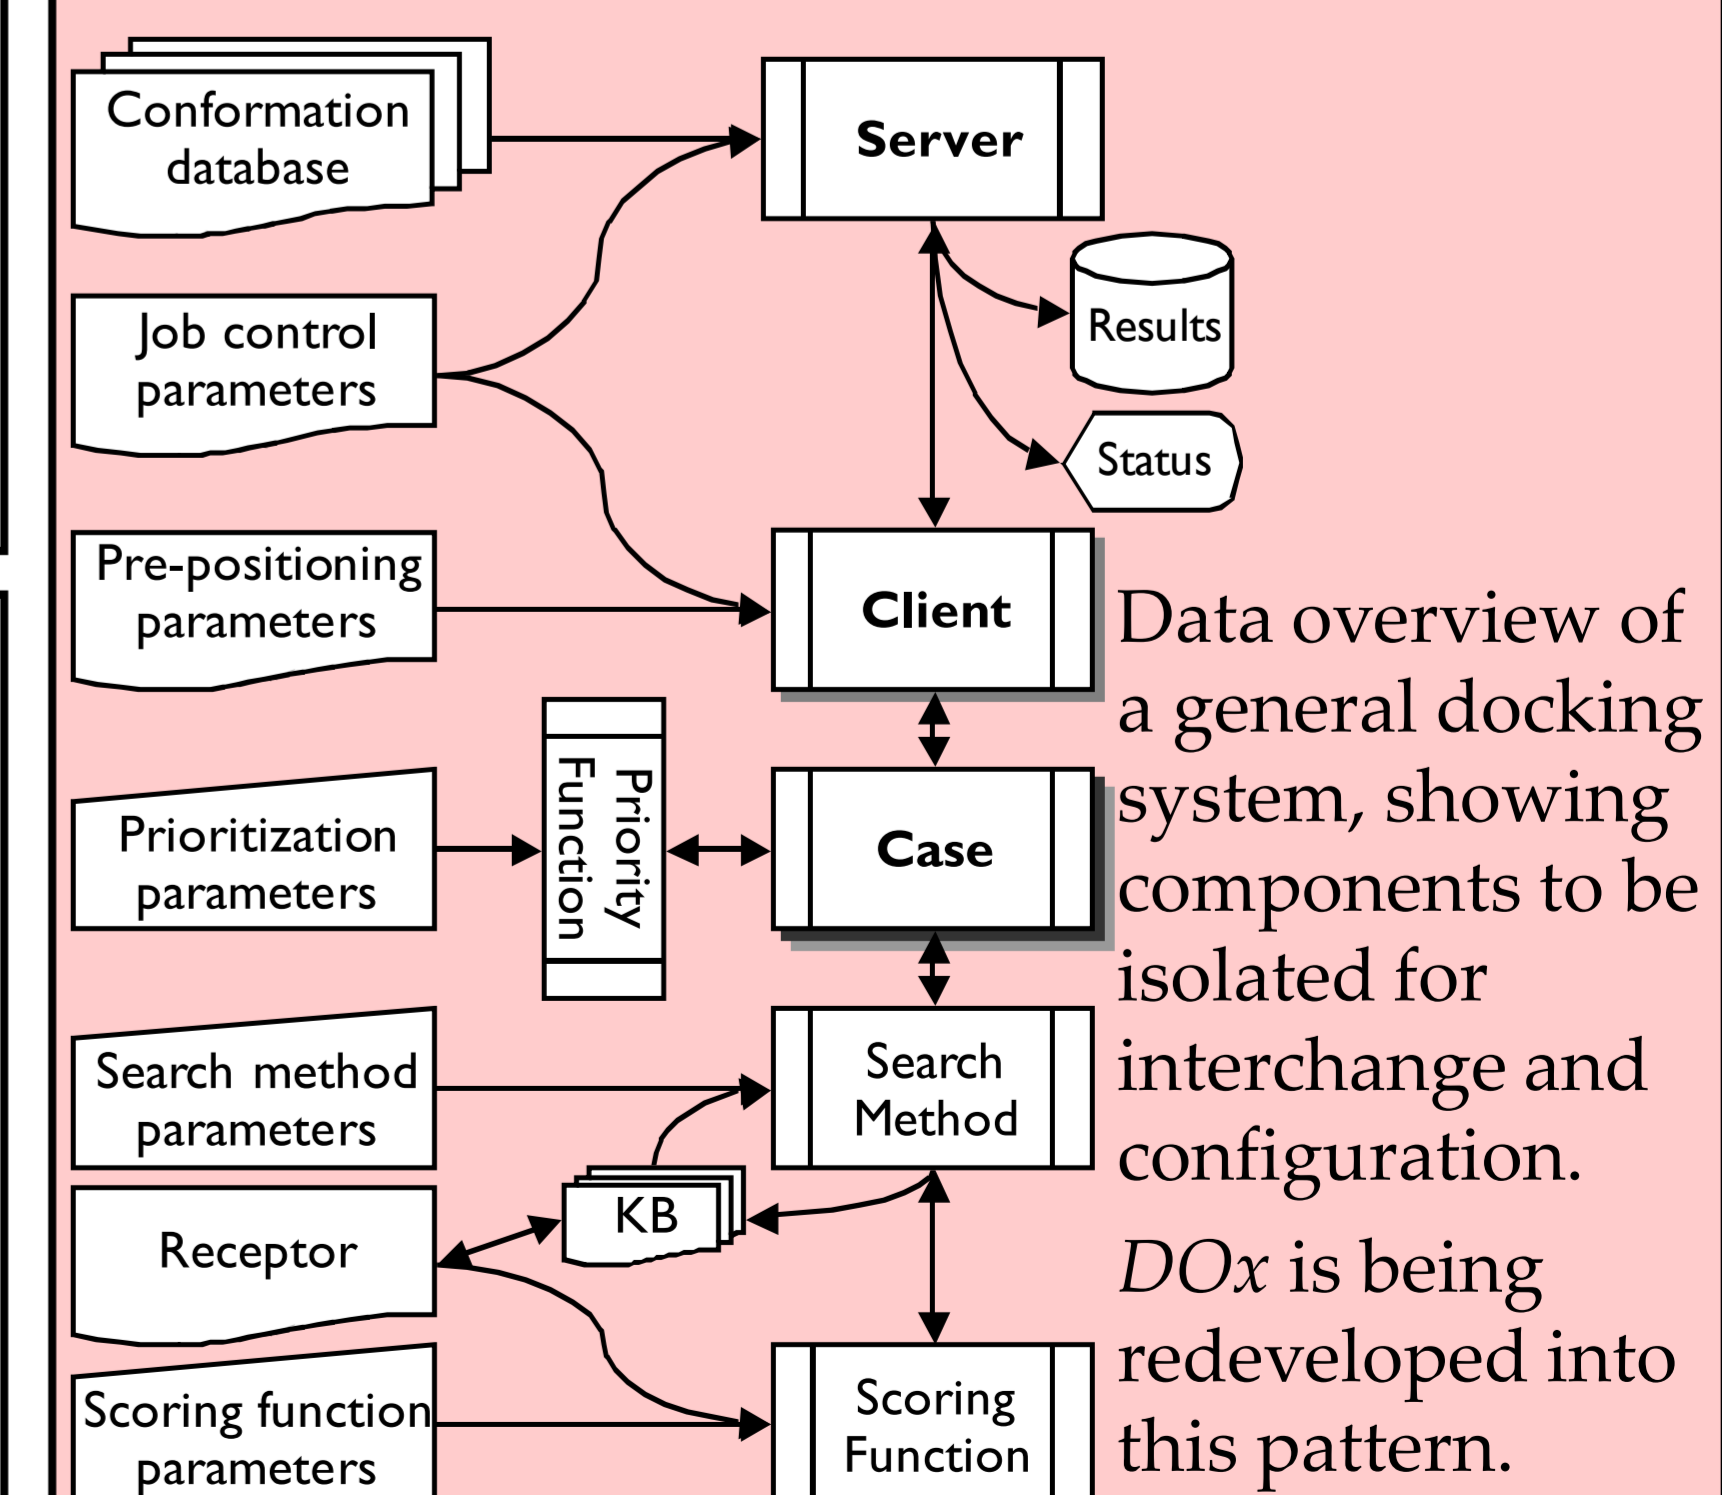 Conformation
database
Server
Results
Job control
parameters
Status
Pre-positioning
parameters
Client
Prioritization
parameters
Priority
Function
Case
Search method
parameters
Search
Method
KB
Receptor
Scoring function
parameters
Scoring
Function
Data overview of
a general docking
system, showing
components to be
isolated for
interchange and
configuration.
DOx is being
redeveloped into
this pattern.